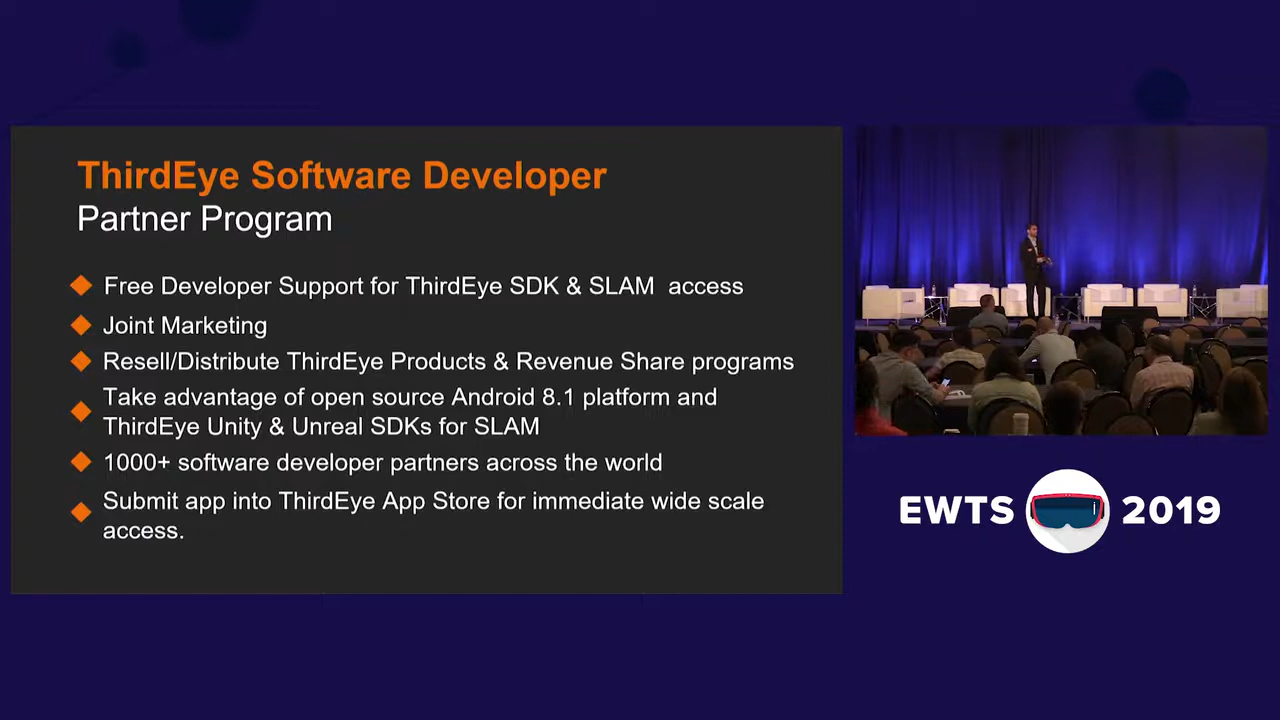 ThirdEye Software Developer
Partner Program
Free Developer Support for ThirdEye SDK & SLAM access
Joint Marketing
Resell/Distribute ThirdEye Products & Revenue Share programs
Take advantage of open source Android 8.1 platform and
ThirdEye Unity & Unreal SDKs for SLAM
1000+ software developer partners across the world
Submit app into ThirdEye App Store for immediate wide scale
access.
EWTS 2019